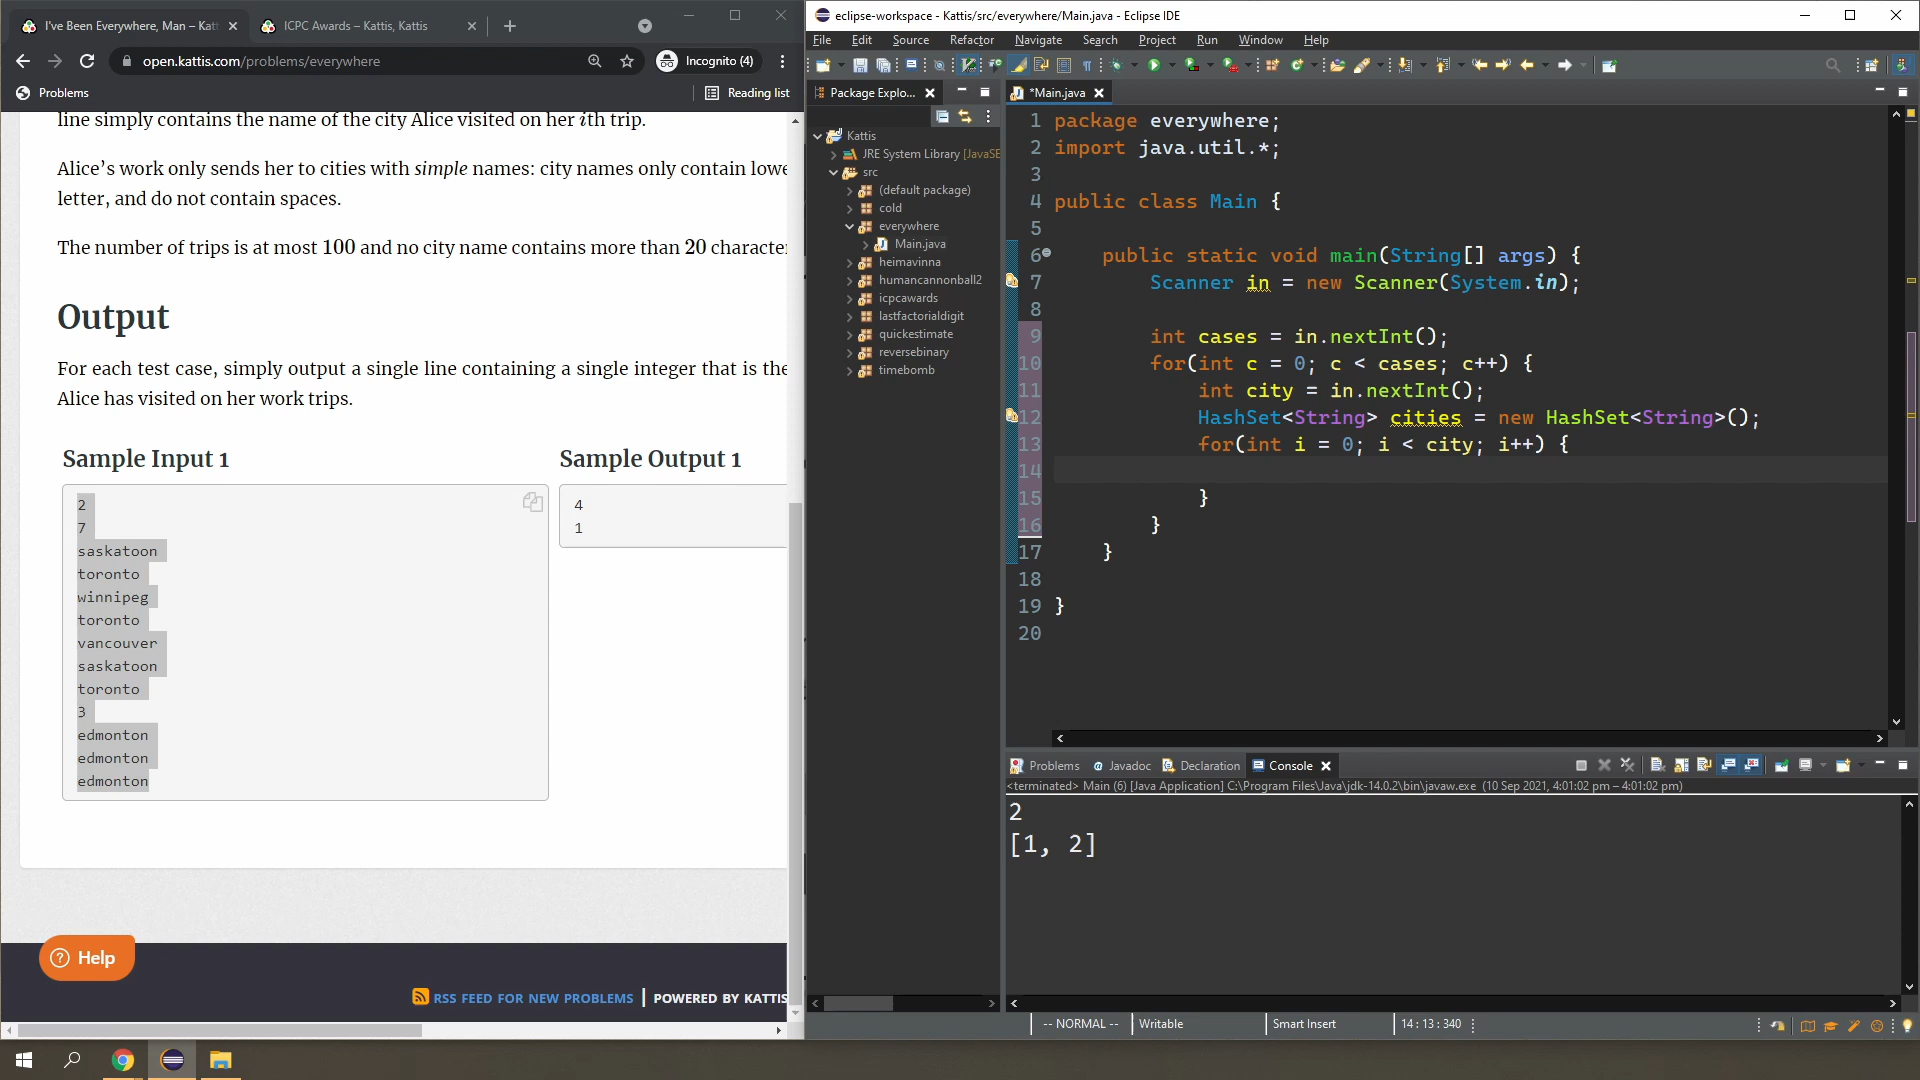 I've Been Everywhere, Man – Katt
ICPC Awards – Kattis, Kattis
open.kattis.com/problems/everywhere
Incognito (4)
Problems
Reading list
line simply contains the name of the city Alice visited on her ith trip.
Alice's work only sends her to cities with simple names: city names only contain lowe
letter, and do not contain spaces.
The number of trips is at most 100 and no city name contains more than 20 character
Output
For each test case, simply output a single line containing a single integer that is the
Alice has visited on her work trips.
Sample Input 1
Sample Output 1
2
7
saskatoon
toronto
winnipeg
toronto
vancouver
saskatoon
toronto
3
edmonton
edmonton
edmonton
4
1
Help
RSS FEED FOR NEW PROBLEMS | POWERED BY KATTIS
eclipse-workspace - Kattis/src/everywhere/Main.java - Eclipse IDE
File Edit Source Refactor Navigate Search Project Run Window Help
Package Explo...
Kattis
JRE System Library [JavaSE
src
(default package)
cold
everywhere
Main.java
heimavinna
humancannonball2
icpcawards
lastfactorialdigit
quickestimate
reversebinary
timebomb
*Main.java
1 package everywhere;
2 import java.util.*;
3
4 public class Main {
5
6 public static void main(String[] args) {
7 Scanner in = new Scanner(System.in);
8
9 int cases = in.nextInt();
10 for(int c = 0; c < cases; c++) {
11 int city = in.nextInt();
12 HashSet<String> cities = new HashSet<String>();
13 for(int i = 0; i < city; i++) {
14
15 }
16 }
17 }
18
19 }
20
Problems Javadoc Declaration Console
<terminated> Main (6) [Java Application] C:\Program Files\Java\jdk-14.0.2\bin\javaw.exe (10 Sep 2021, 4:01:02 pm – 4:01:02 pm)
2
[1, 2]
-- NORMAL -- Writable Smart Insert 14 : 13 : 340